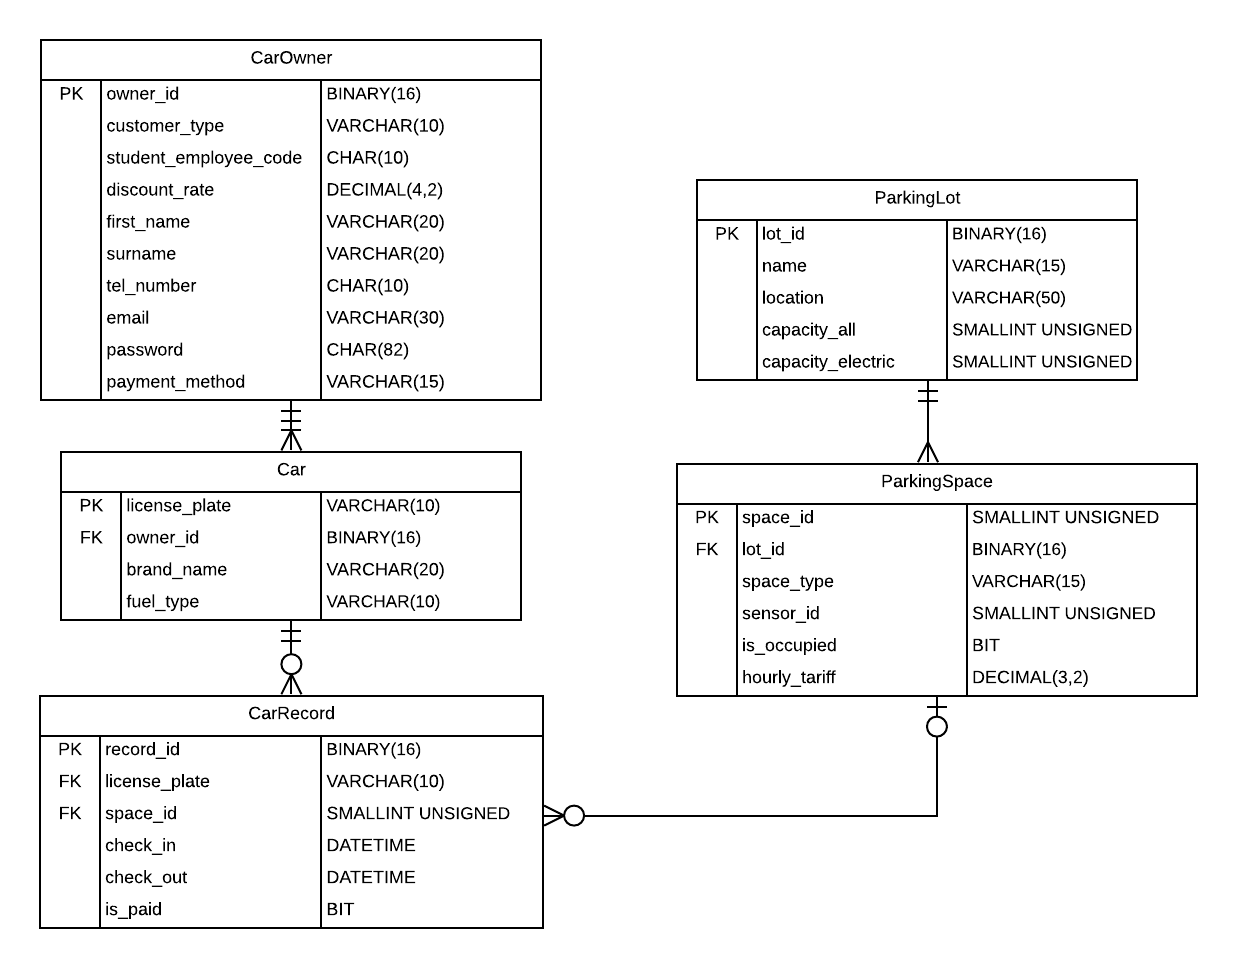 CarOwner
PK owner_id BINARY(16)
customer_type VARCHAR(10)
student_employee_code CHAR(10)
discount_rate DECIMAL(4,2)
first_name VARCHAR(20)
surname VARCHAR(20)
tel_number CHAR(10)
email VARCHAR(30)
password CHAR(82)
payment_method VARCHAR(15)
Car
PK license_plate VARCHAR(10)
FK owner_id BINARY(16)
brand_name VARCHAR(20)
fuel_type VARCHAR(10)
CarRecord
PK record_id BINARY(16)
FK license_plate VARCHAR(10)
FK space_id SMALLINT UNSIGNED
check_in DATETIME
check_out DATETIME
is_paid BIT
ParkingLot
PK lot_id BINARY(16)
name VARCHAR(15)
location VARCHAR(50)
capacity_all SMALLINT UNSIGNED
capacity_electric SMALLINT UNSIGNED
ParkingSpace
PK space_id SMALLINT UNSIGNED
FK lot_id BINARY(16)
space_type VARCHAR(15)
sensor_id SMALLINT UNSIGNED
is_occupied BIT
hourly_tariff DECIMAL(3,2)